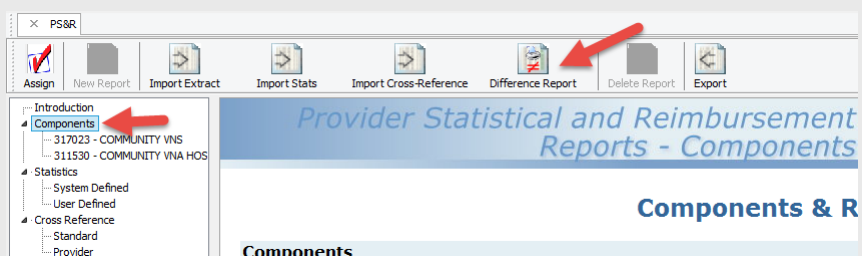 × PS&R
Assign New Report Import Extract Import Stats Import Cross-Reference Difference Report Delete Report Export
Introduction
Components
317023 - COMMUNITY VNS
311530 - COMMUNITY VNA HOS
Statistics
System Defined
User Defined
Cross Reference
Standard
Provider
Provider Statistical and Reimbursement
Reports - Components
Components & R
Components